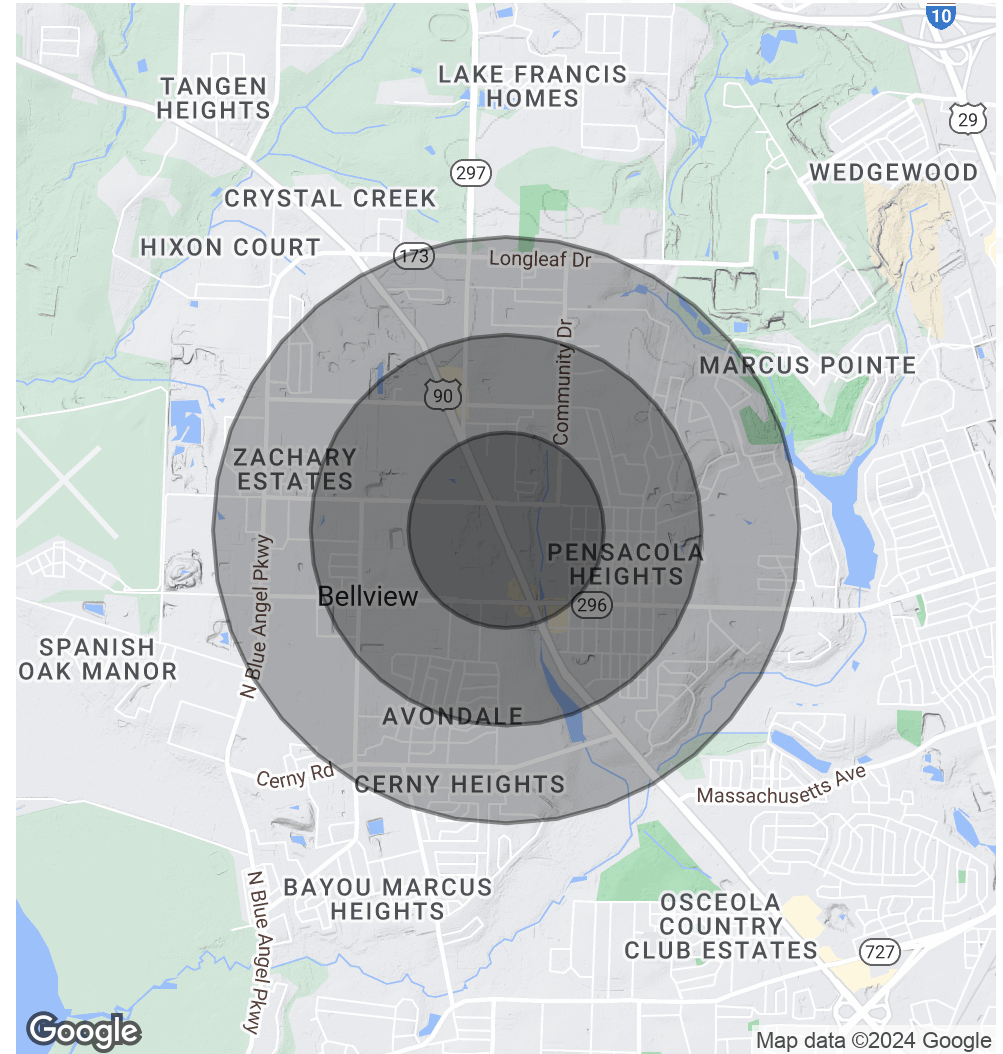 10
TANGEN
HEIGHTS
LAKE FRANCIS
HOMES
29
297
WEDGEWOOD
CRYSTAL CREEK
HIXON COURT
173
Longleaf Dr
Community Dr
MARCUS POINTE
90
ZACHARY
ESTATES
N Blue Angel Pkwy
PENSACOLA
HEIGHTS
Bellview
296
SPANISH
OAK MANOR
AVONDALE
Cerny Rd
CERNY HEIGHTS
Massachusetts Ave
N Blue Angel Pkwy
BAYOU MARCUS
HEIGHTS
OSCEOLA
COUNTRY
CLUB ESTATES
727
Google
Map data ©2024 Google